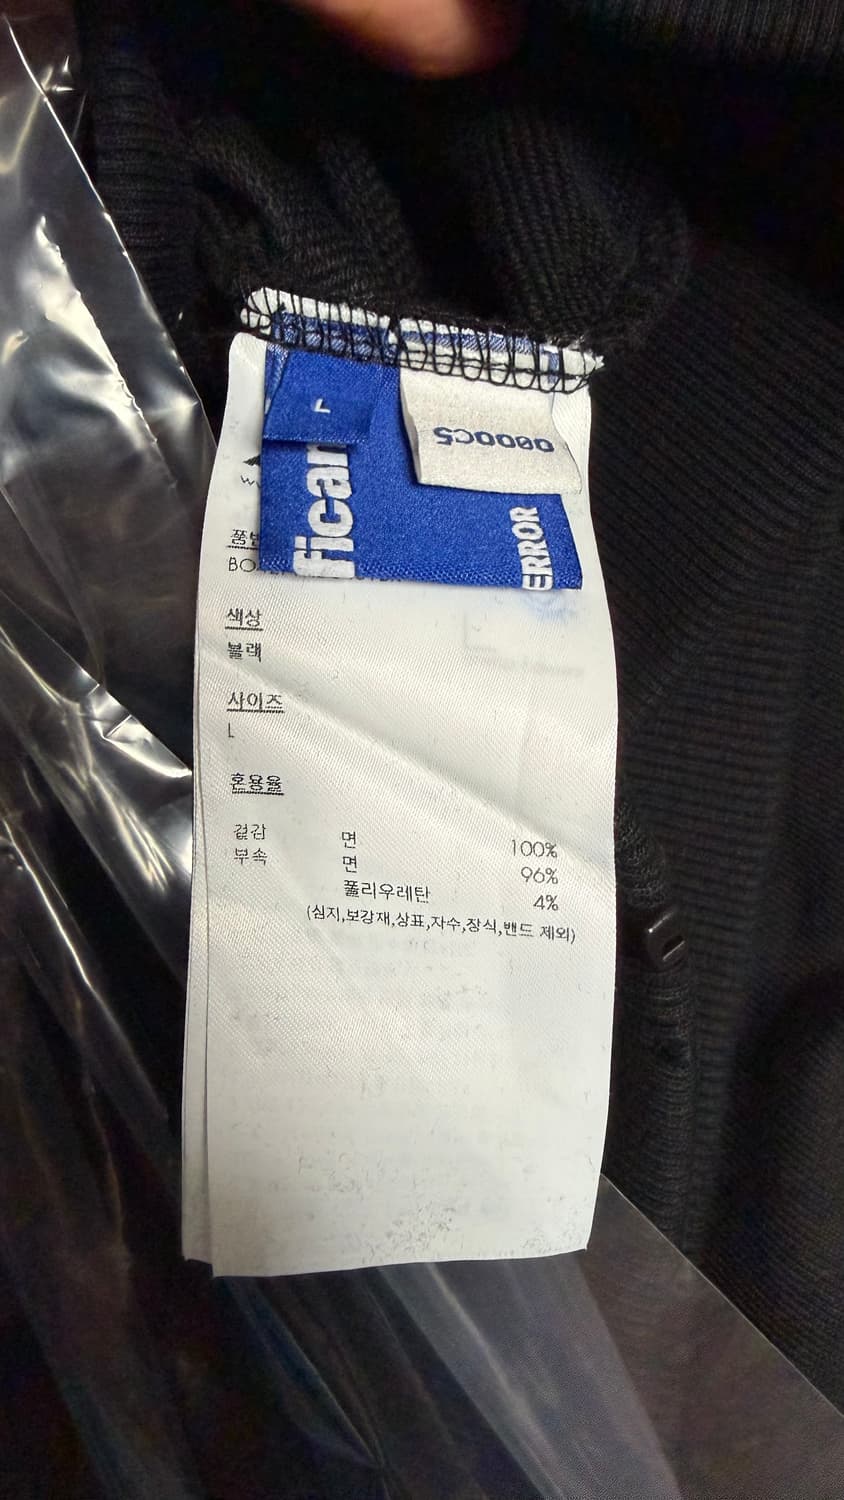 L
0000C5
fican
ERROR
색상
블랙
사이즈
L
혼용율
겉감 면 100%
부속 면 96%
폴리우레탄 4%
(심지,보강재,상표,자수,장식,밴드 제외)